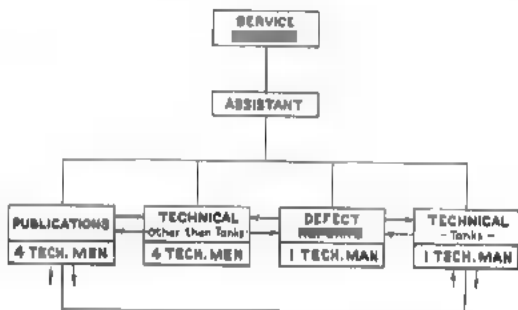 SERVICE
ASSISTANT
PUBLICATIONS
4 TECH. MEN
TECHNICAL
Other than Tanks
4 TECH. MEN
DEFECT
1 TECH. MAN
TECHNICAL
- Tanks -
1 TECH. MAN